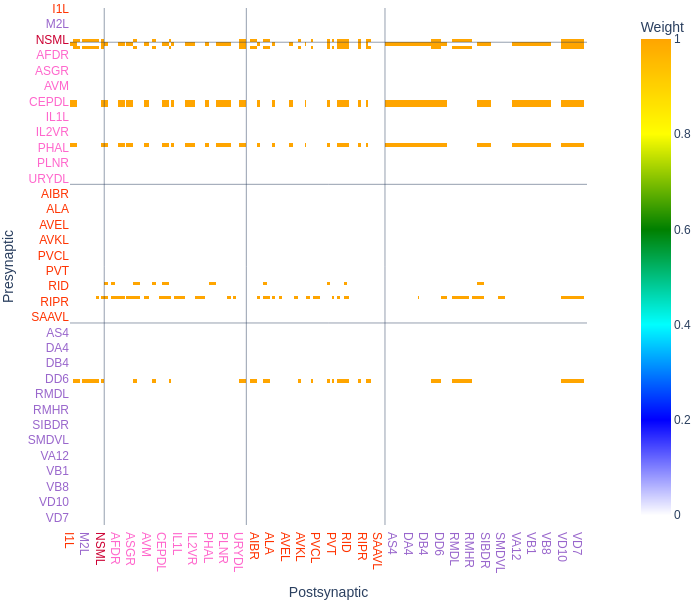 I1L
M2L
NSML
AFDR
ASGR
AVM
CEPDL
IL1L
IL2VR
PHAL
PLNR
URYDL
AIBR
ALA
AVEL
AVKL
PVCL
PVT
RID
RIPR
SAAVL
AS4
DA4
DB4
DD6
RMDL
RMHR
SIBDR
SMDVL
VA12
VB1
VB8
VD10
VD7
Presynaptic
I1L M2L NSML AFDR ASGR AVM CEPDL IL1L IL2VR PHAL PLNR URYDL AIBR ALA AVEL AVKL PVCL PVT RID RIPR SAAVL AS4 DA4 DB4 DD6 RMDL RMHR SIBDR SMDVL VA12 VB1 VB8 VD10 VD7
Postsynaptic
Weight
1
0.8
0.6
0.4
0.2
0